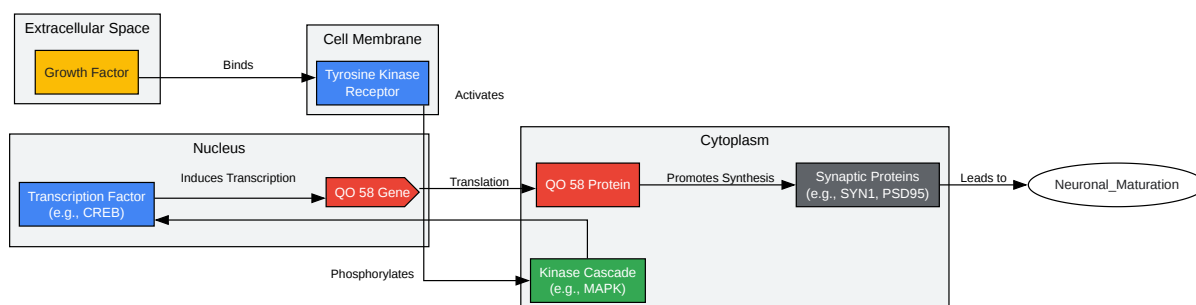 Extracellular Space
Growth Factor
Binds
Cell Membrane
Tyrosine Kinase
Receptor
Activates
Nucleus
Transcription Factor
(e.g., CREB)
Induces Transcription
QO 58 Gene
Translation
Cytoplasm
QO 58 Protein
Promotes Synthesis
Synaptic Proteins
(e.g., SYN1, PSD95)
Leads to
Neuronal_Maturation
Phosphorylates
Kinase Cascade
(e.g., MAPK)